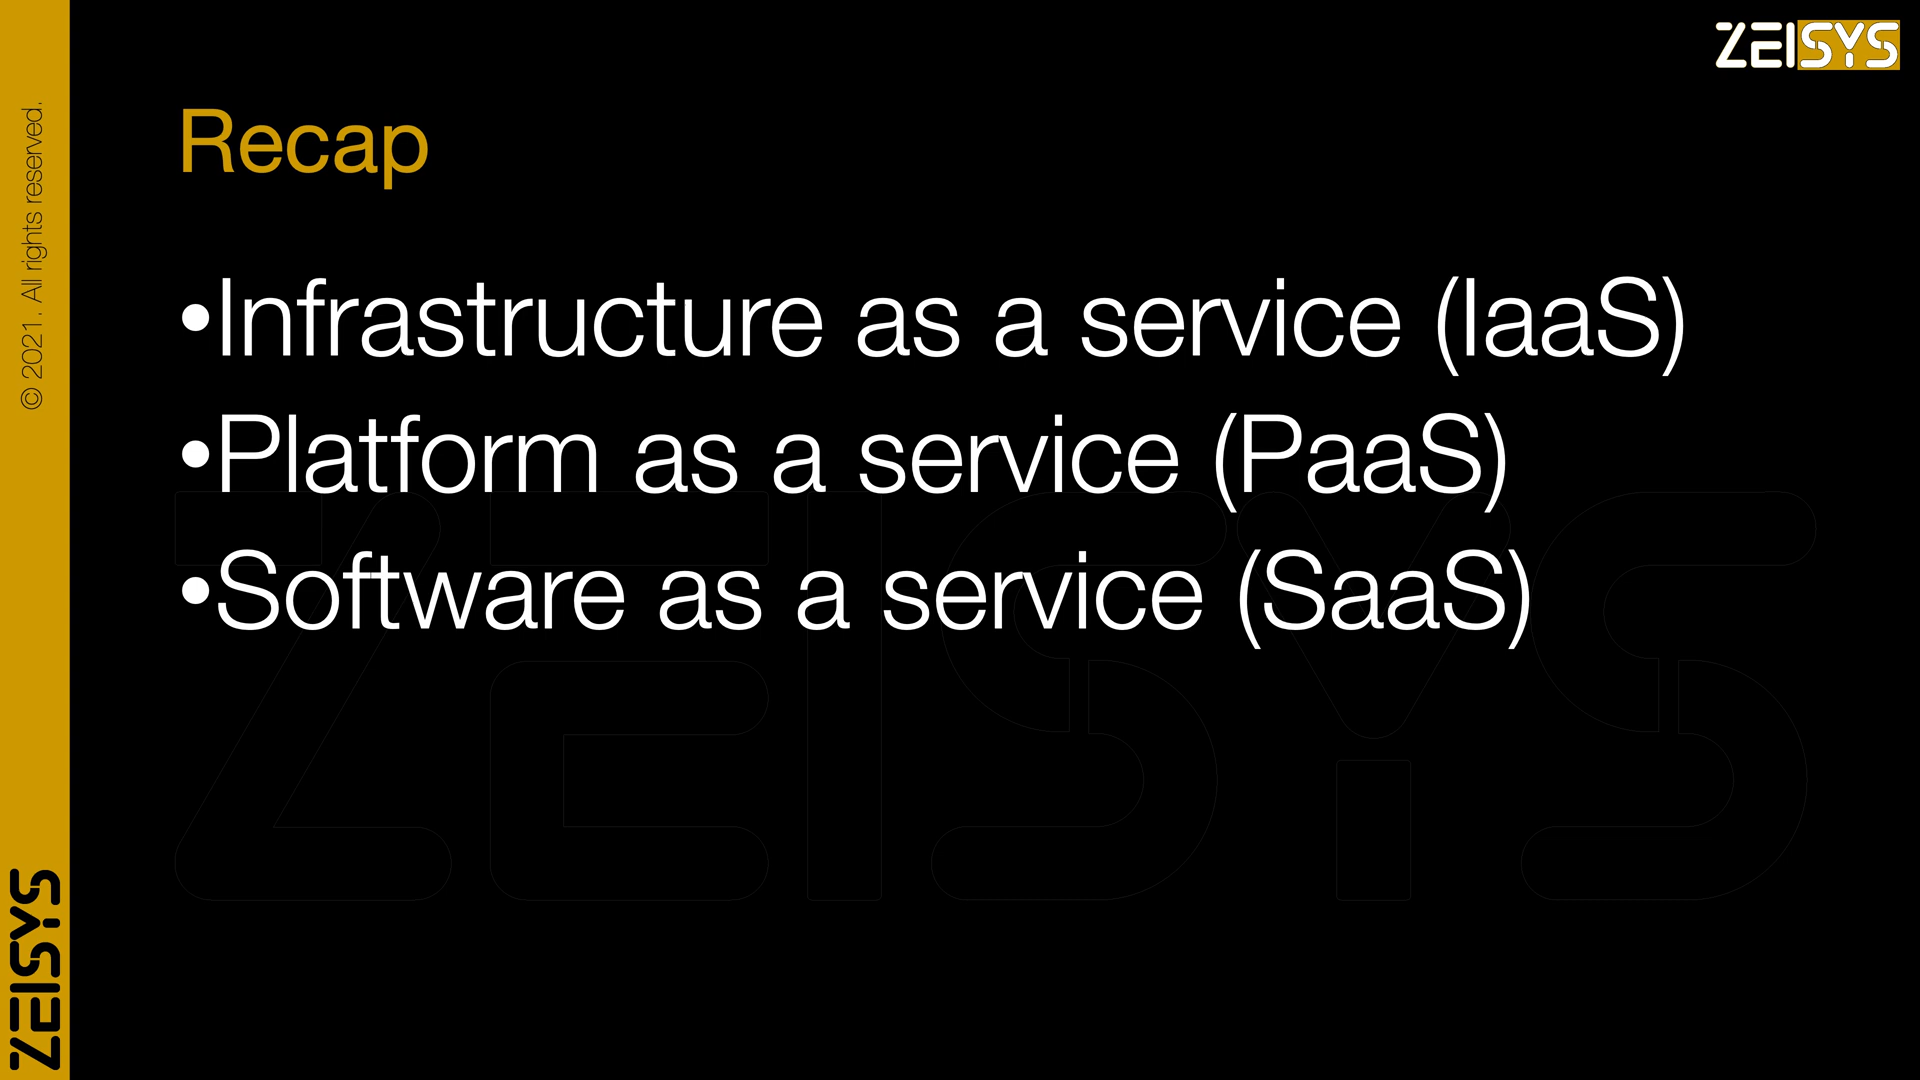 ZEISYS
© 2021. All rights reserved.
Recap
•Infrastructure as a service (IaaS)
•Platform as a service (PaaS)
•Software as a service (SaaS)
ZEISYS
ZEISYS